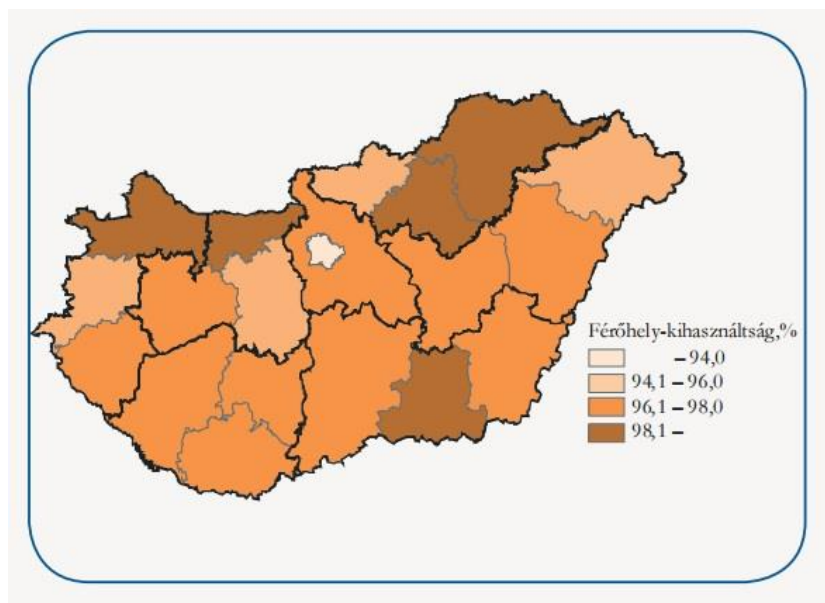 Férőhely-kihasználtság,%
– 94,0
94,1 – 96,0
96,1 – 98,0
98,1 –